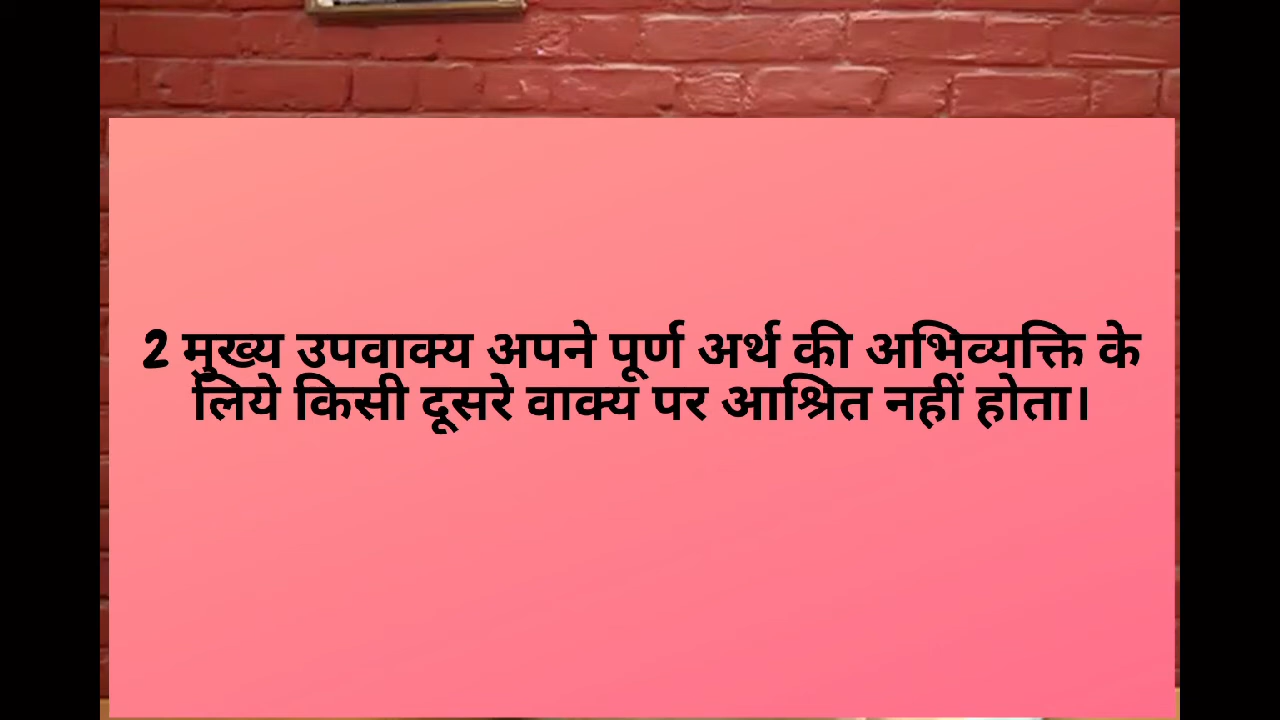 2 मुख्य उपवाक्य अपने पूर्ण अर्थ की अभिव्यक्ति के
लिये किसी दूसरे वाक्य पर आश्रित नहीं होता।